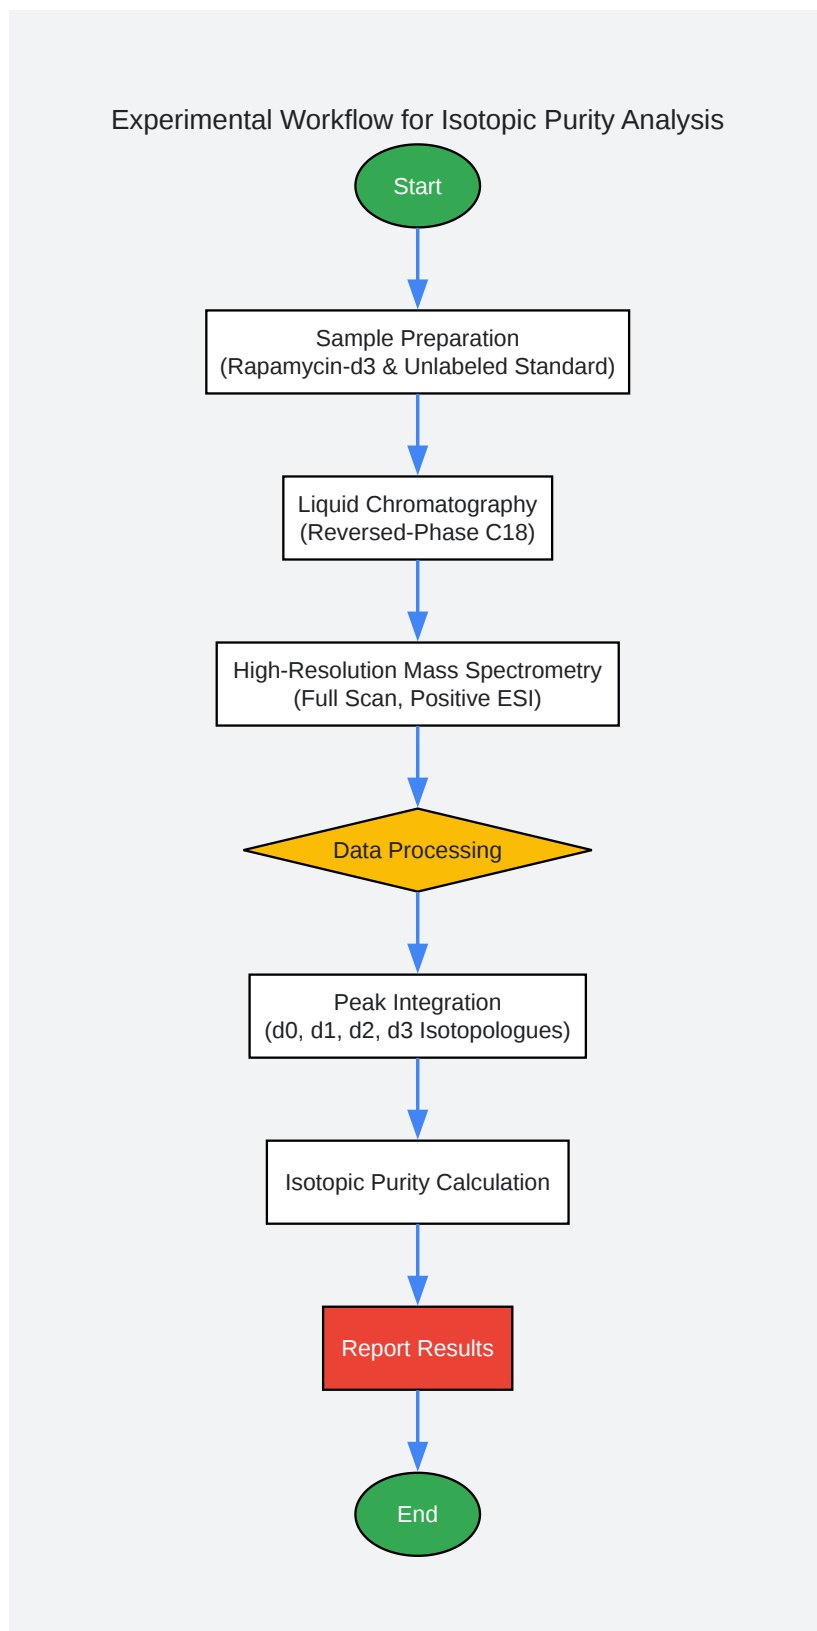 Experimental Workflow for Isotopic Purity Analysis
Start
Sample Preparation
(Rapamycin-d3 & Unlabeled Standard)
Liquid Chromatography
(Reversed-Phase C18)
High-Resolution Mass Spectrometry
(Full Scan, Positive ESI)
Data Processing
Peak Integration
(d0, d1, d2, d3 Isotopologues)
Isotopic Purity Calculation
Report Results
End